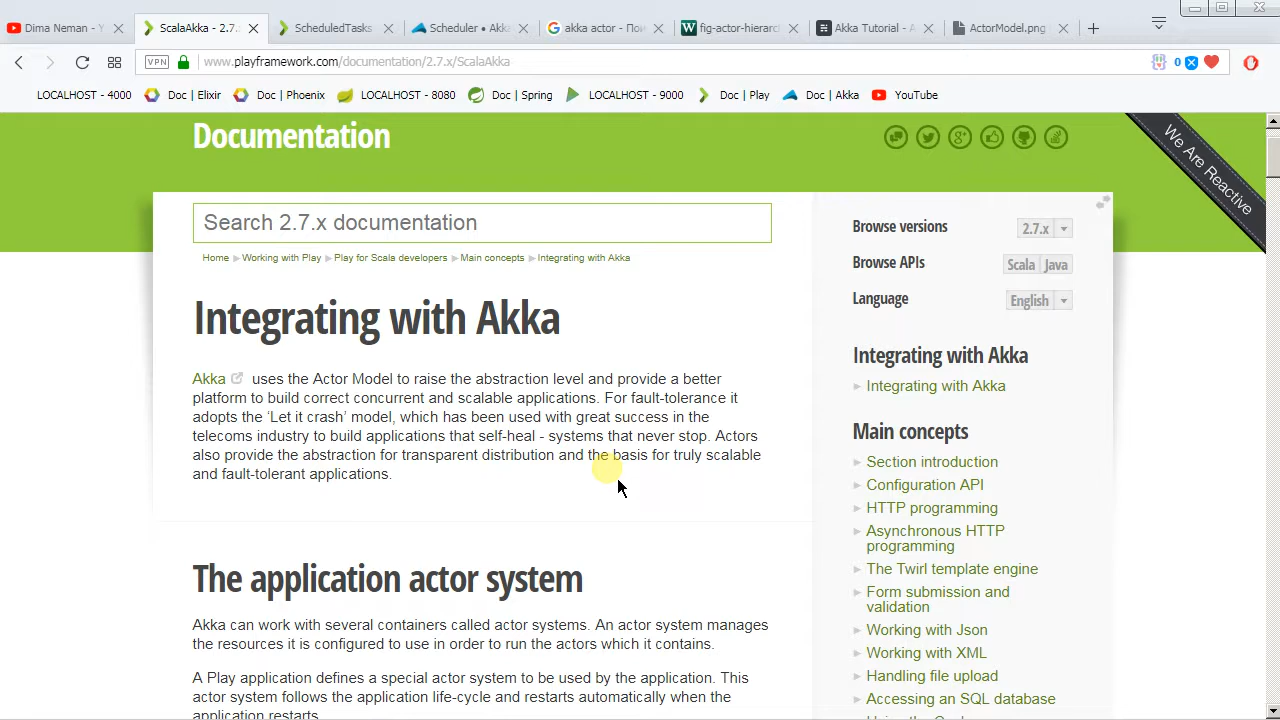 Dima Neman - Y
ScalaAkka - 2.7.
ScheduledTasks
Scheduler • Akk
akka actor - Пои
fig-actor-hierarch
Akka Tutorial - A
ActorModel.png
VPN
www.playframework.com/documentation/2.7.x/ScalaAkka
0
LOCALHOST - 4000
Doc | Elixir
Doc | Phoenix
LOCALHOST - 8080
Doc | Spring
LOCALHOST - 9000
Doc | Play
Doc | Akka
YouTube
Documentation
We Are Reactive
Search 2.7.x documentation
Home
Working with Play
Play for Scala developers
Main concepts
Integrating with Akka
Integrating with Akka
Akka uses the Actor Model to raise the abstraction level and provide a better
platform to build correct concurrent and scalable applications. For fault-tolerance it
adopts the ‘Let it crash’ model, which has been used with great success in the
telecoms industry to build applications that self-heal - systems that never stop. Actors
also provide the abstraction for transparent distribution and the basis for truly scalable
and fault-tolerant applications.
The application actor system
Akka can work with several containers called actor systems. An actor system manages
the resources it is configured to use in order to run the actors which it contains.
A Play application defines a special actor system to be used by the application. This
actor system follows the application life-cycle and restarts automatically when the
application restarts.
Browse versions
2.7.x
Browse APIs
Scala
Java
Language
English
Integrating with Akka
Integrating with Akka
Main concepts
Section introduction
Configuration API
HTTP programming
Asynchronous HTTP
programming
The Twirl template engine
Form submission and
validation
Working with Json
Working with XML
Handling file upload
Accessing an SQL database